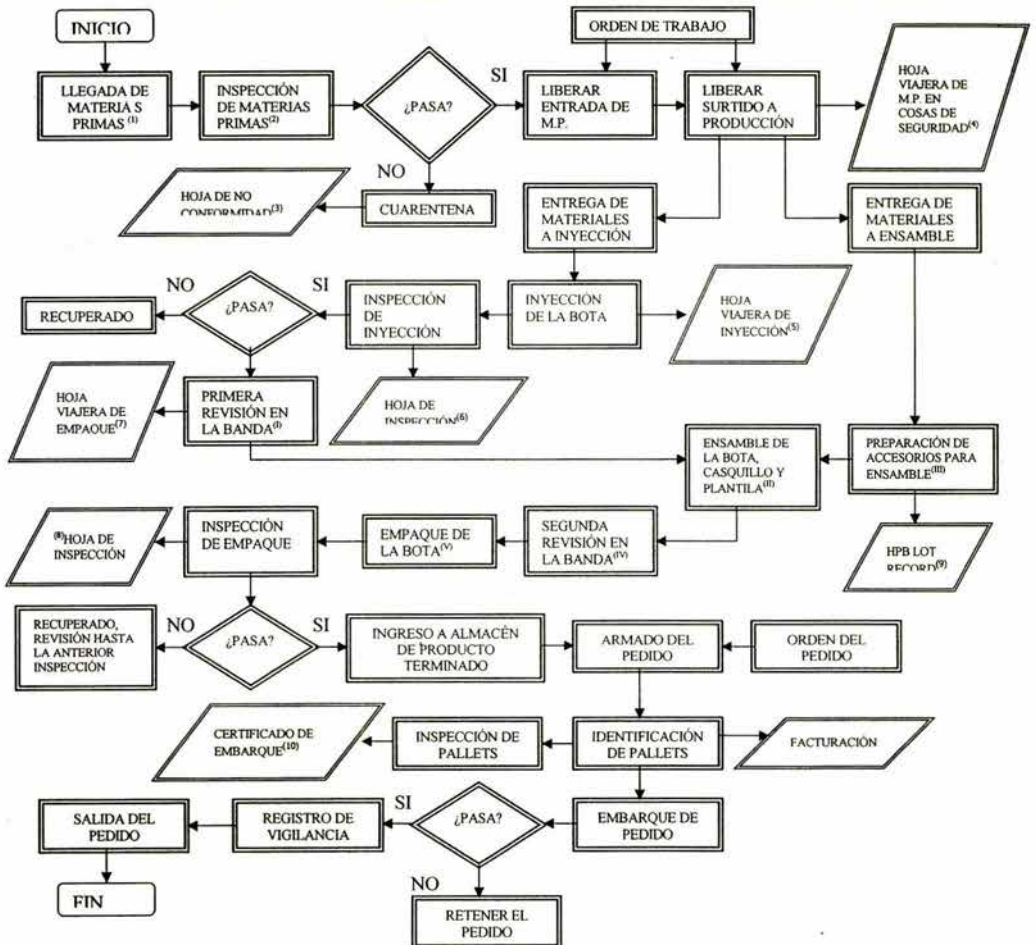 INICIO
ORDEN DE TRABAJO
LLEGADA DE
MATERIA S
PRIMAS (1)
INSPECCIÓN
DE MATERIAS
PRIMAS(2)
¿PASA?
SI
LIBERAR
ENTRADA DE
M.P.
LIBERAR
SURTIDO A
PRODUCCIÓN
HOJA
VIAJERA DE
M.P. EN
COSAS DE
SEGURIDAD(4)
NO
HOJA DE NO
CONFORMIDAD(3)
CUARENTENA
ENTREGA DE
MATERIALES
A INYECCIÓN
ENTREGA DE
MATERIALES
A ENSAMBLE
RECUPERADO
NO
¿PASA?
SI
INSPECCIÓN
DE
INYECCIÓN
INYECCIÓN
DE LA BOTA
HOJA
VIAJERA DE
INYECCIÓN(5)
HOJA
VIAJERA DE
EMPAQUE(7)
PRIMERA
REVISIÓN EN
LA BANDA(I)
HOJA DE
INSPECCIÓN(6)
ENSAMBLE DE
LA BOTA,
CASQUILLO Y
PLANTILA(II)
PREPARACIÓN DE
ACCESORIOS PARA
ENSAMBLE(III)
(8)HOJA DE
INSPECCIÓN
INSPECCIÓN
DE EMPAQUE
EMPAQUE DE
LA BOTA(V)
SEGUNDA
REVISIÓN EN
LA BANDA(IV)
HPB LOT
RECORD(9)
RECUPERADO,
REVISIÓN HASTA
LA ANTERIOR
INSPECCIÓN
NO
¿PASA?
SI
INGRESO A ALMACÉN
DE PRODUCTO
TERMINADO
ARMADO DEL
PEDIDO
ORDEN DEL
PEDIDO
CERTIFICADO DE
EMBARQUE(10)
INSPECCIÓN DE
PALLETS
IDENTIFICACIÓN
DE PALLETS
FACTURACIÓN
SALIDA DEL
PEDIDO
REGISTRO DE
VIGILANCIA
SI
¿PASA?
EMBARQUE DE
PEDIDO
NO
FIN
RETENER EL
PEDIDO